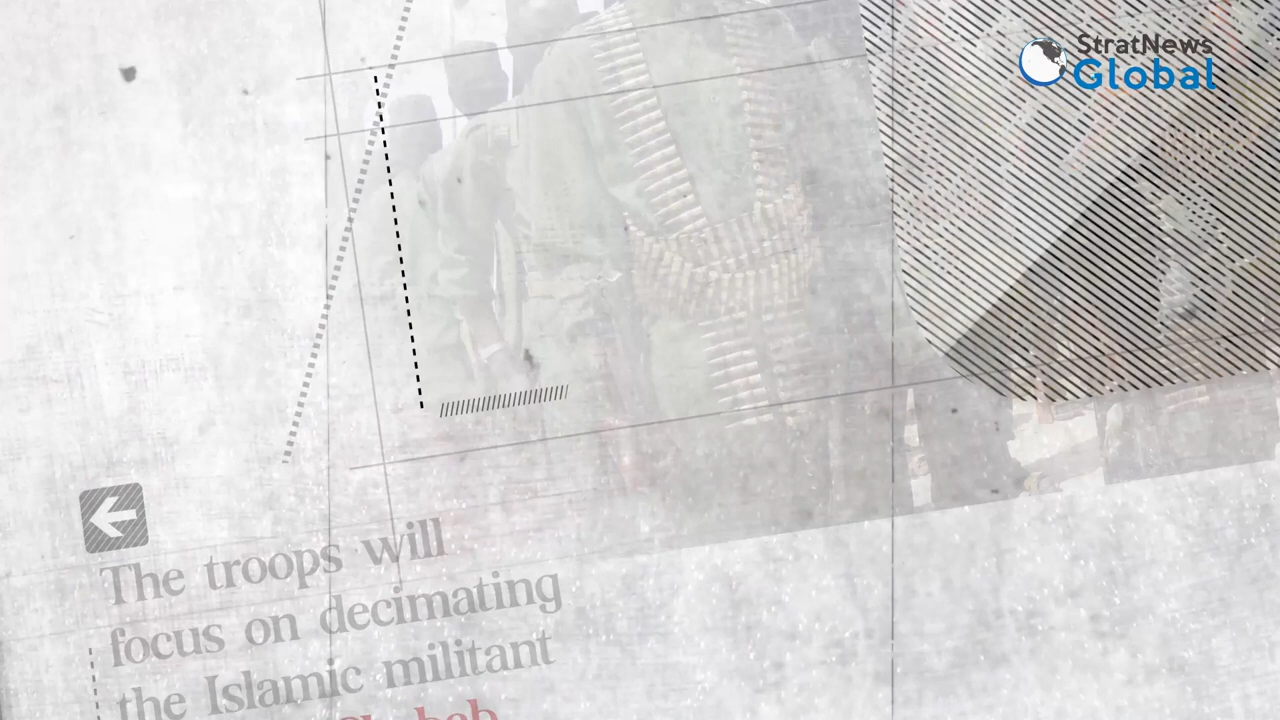 StratNews
Global
The troops will
focus on decimating
the Islamic militant